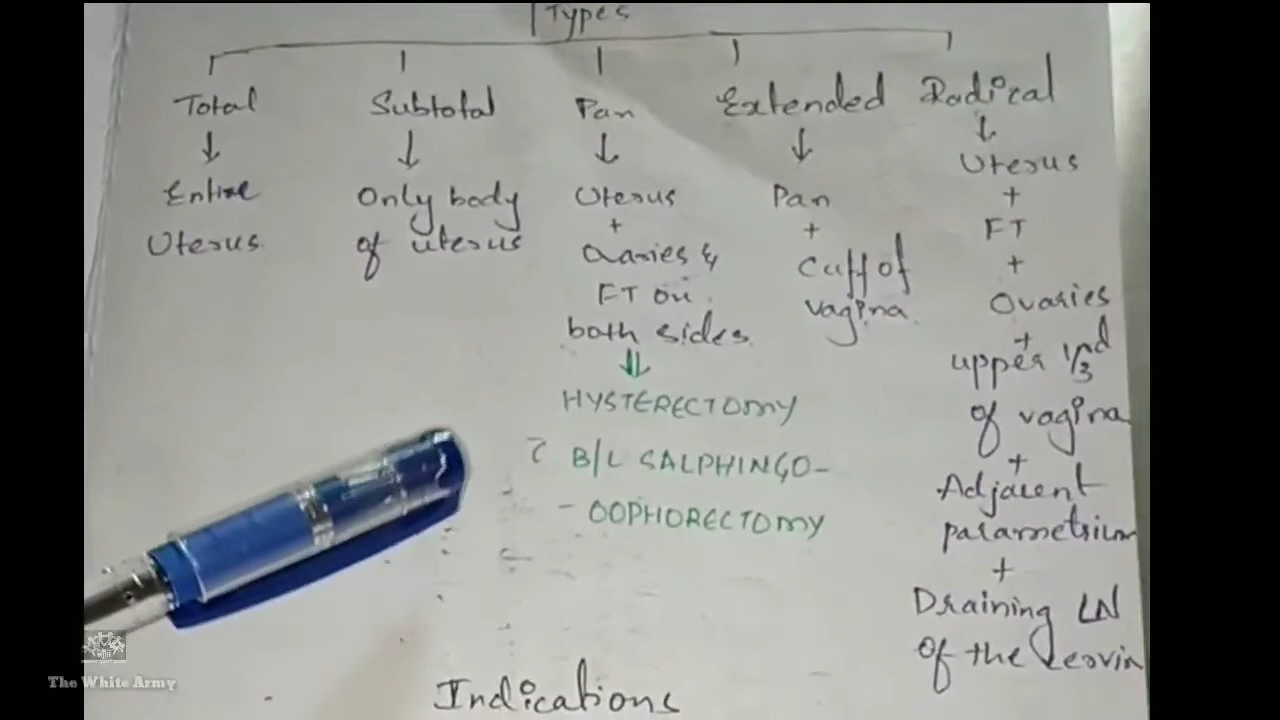 Types
Total
Subtotal
Pan
Extended
Radical
Entire
Uterus
Only body
of uterus
Uterus
+
Ovaries &
FT on
both sides
HYSTERECTOMY
C B/L SALPHINGO-
- OOPHORECTOMY
Pan
+
Cuff of
vagina
Uterus
+
FT
+
Ovaries
+
upper 1/3rd
of vagina
+
Adjacent
parametrium
+
Draining LN
of the cervix
Indications
The White Army